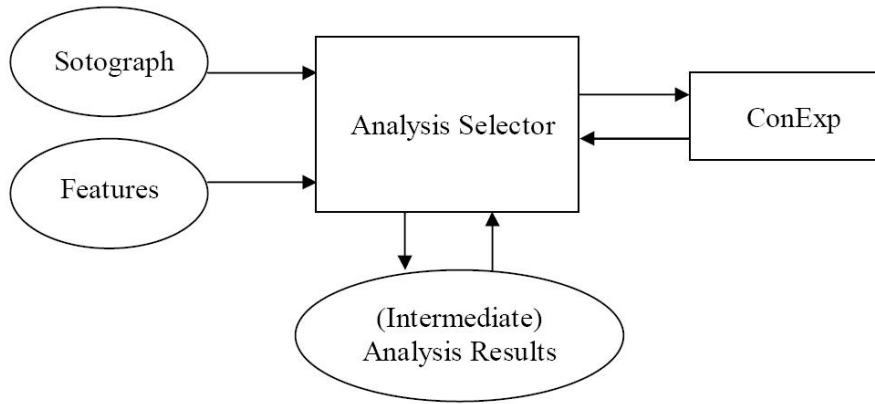 Sotograph
Analysis Selector
ConExp
Features
(Intermediate)
Analysis Results